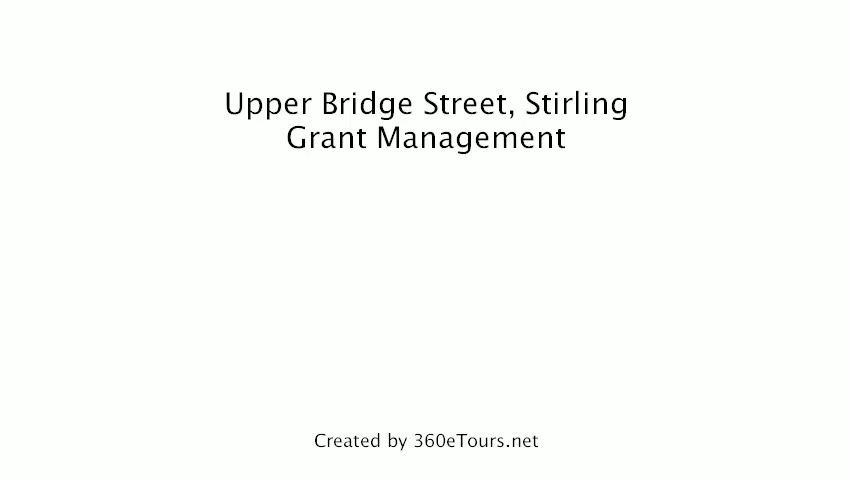 Upper Bridge Street, Stirling
Grant Management
Created by 360eTours.net